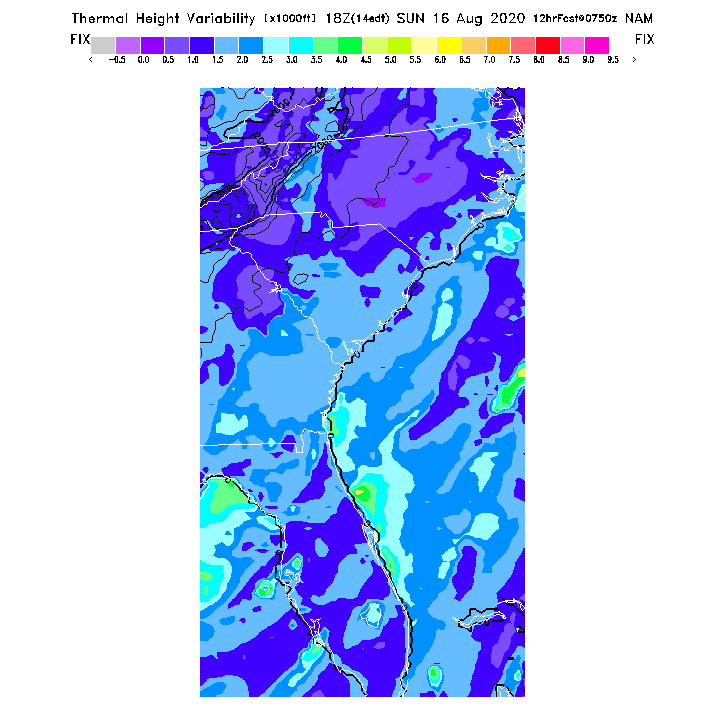 Thermal Height Variability [x1000ft] 18Z(14edt) SUN 16 Aug 2020 12hrFcst@0750z NAM
FIX FIX
< -0.5 0.0 0.5 1.0 1.5 2.0 2.5 3.0 3.5 4.0 4.5 5.0 5.5 6.0 6.5 7.0 7.5 8.0 8.5 9.0 9.5 >